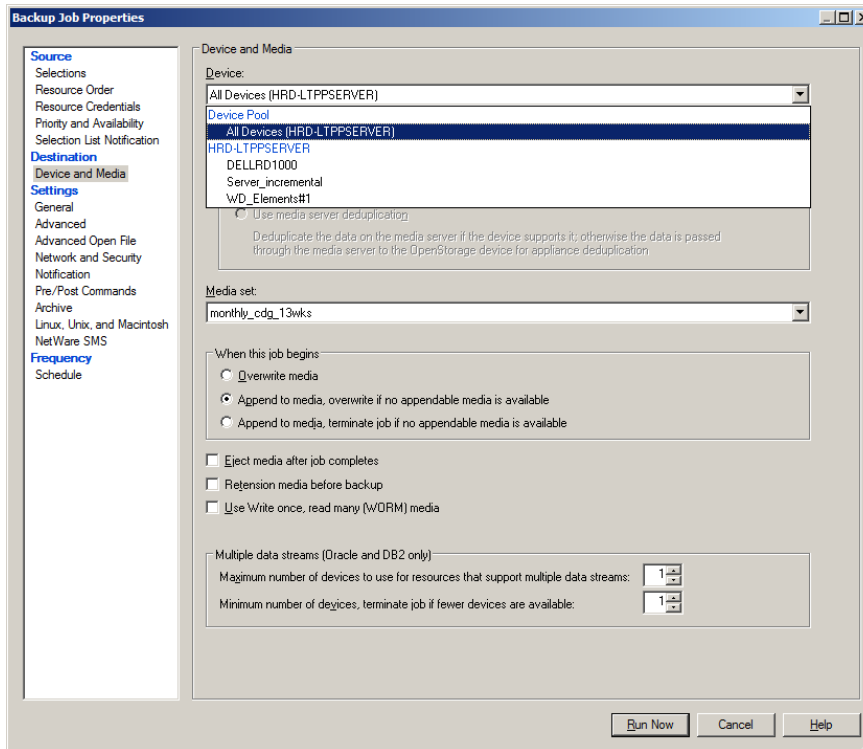 Backup Job Properties
Source
Selections
Resource Order
Resource Credentials
Priority and Availability
Selection List Notification
Destination
Device and Media
Settings
General
Advanced
Advanced Open File
Network and Security
Notification
Pre/Post Commands
Archive
Linux, Unix, and Macintosh
NetWare SMS
Frequency
Schedule
Device and Media
Device:
All Devices (HRD-LTPPSERVER)
Device Pool
All Devices (HRD-LTPPSERVER)
HRD-LTPPSERVER
DELLRD1000
Server_incremental
WD_Elements#1
Use media server deduplication
Deduplicate the data on the media server if the device supports it; otherwise the data is passed
through the media server to the OpenStorage device for appliance deduplication
Media set:
monthly_cdg_13wks
When this job begins
Overwrite media
Append to media, overwrite if no appendable media is available
Append to media, terminate job if no appendable media is available
Eject media after job completes
Retension media before backup
Use Write once, read many (WORM) media
Multiple data streams (Oracle and DB2 only)
Maximum number of devices to use for resources that support multiple data streams: 1
Minimum number of devices, terminate job if fewer devices are available: 1
Run Now Cancel Help